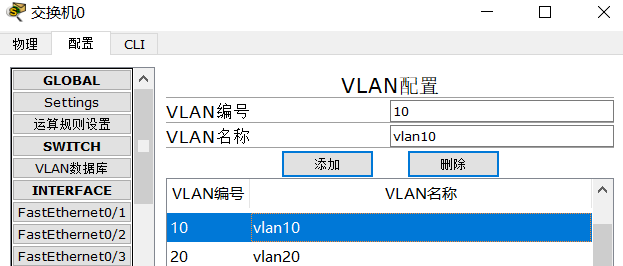 交换机0
物理 配置 CLI
GLOBAL
Settings
运算规则设置
SWITCH
VLAN数据库
INTERFACE
FastEthernet0/1
FastEthernet0/2
FastEthernet0/3
VLAN配置
VLAN编号 10
VLAN名称 vlan10
添加 删除
VLAN编号 VLAN名称
10 vlan10
20 vlan20